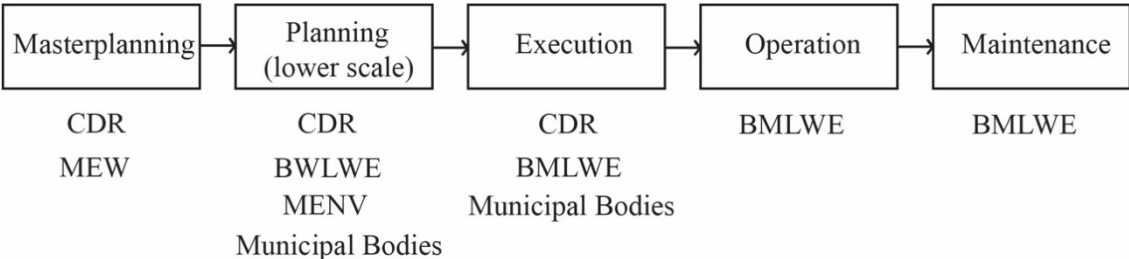 Masterplanning
Planning
(lower scale)
Execution
Operation
Maintenance
CDR
MEW
CDR
BWLWE
MENV
Municipal Bodies
CDR
BMLWE
Municipal Bodies
BMLWE
BMLWE